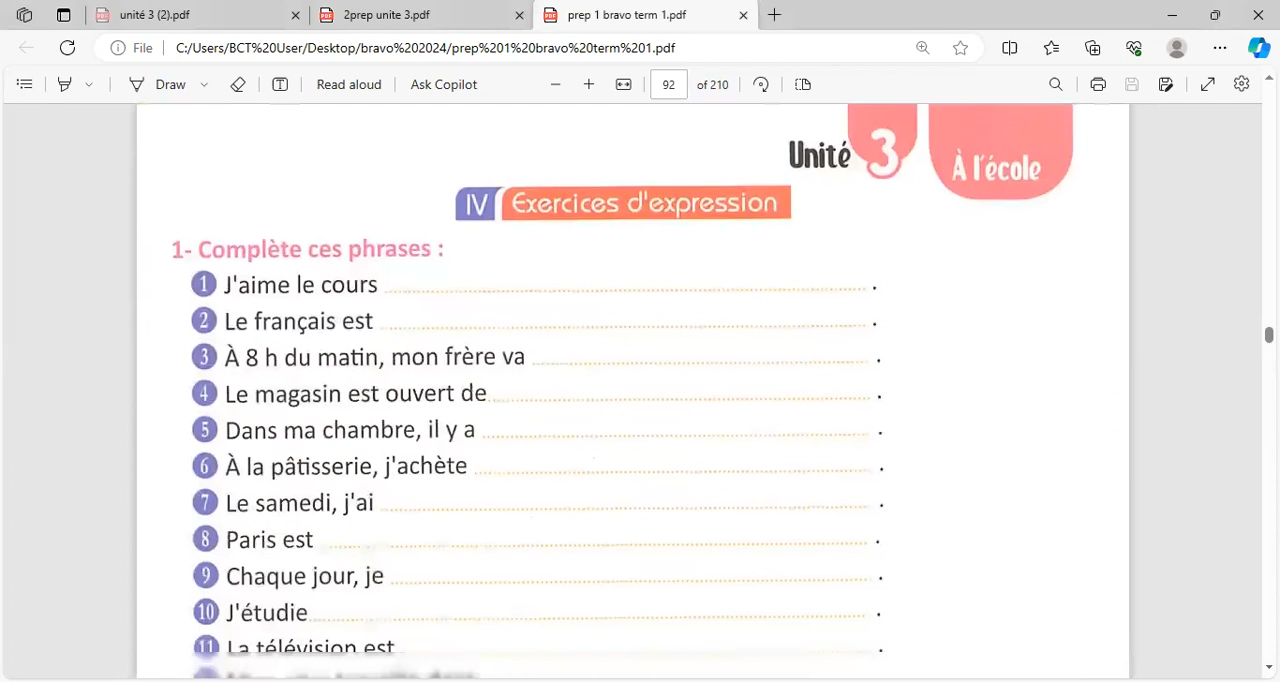 unité 3 (2).pdf
2prep unite 3.pdf
prep 1 bravo term 1.pdf
File
C:/Users/BCT%20User/Desktop/bravo%202024/prep%201%20bravo%20term%201.pdf
Draw
Read aloud
Ask Copilot
92 of 210
Unité 3 À l'école
IV Exercices d'expression
1- Complète ces phrases :
1 J'aime le cours .
2 Le français est .
3 À 8 h du matin, mon frère va .
4 Le magasin est ouvert de .
5 Dans ma chambre, il y a .
6 À la pâtisserie, j'achète .
7 Le samedi, j'ai .
8 Paris est .
9 Chaque jour, je .
10 J'étudie .
11 La télévision est .